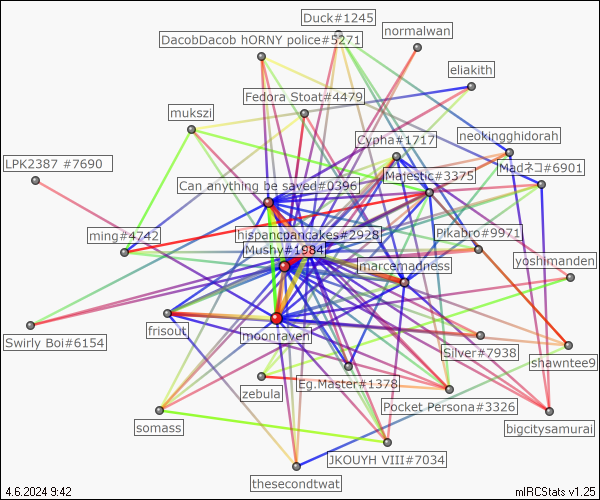 Duck#1245
normalwan
DacobDacob hORNY police#5271
eliakith
Fedora Stoat#4479
mukszi
Cypha#1717
neokingghidorah
LPK2387 #7690
Madネコ#6901
Majestic#3375
Can anything be saved#0396
ming#4742
hispancpancakes#2928
Pikabro#9971
Mushy#1984
marcemadness
yoshimanden
frisout
moonraven
Swirly Boi#6154
Silver#7938
shawntee9
Eg.Master#1378
zebula
Pocket Persona#3326
somass
bigcitysamurai
JKOUYH VIII#7034
thesecondtwat
4.6.2024 9:42
mIRCStats v1.25